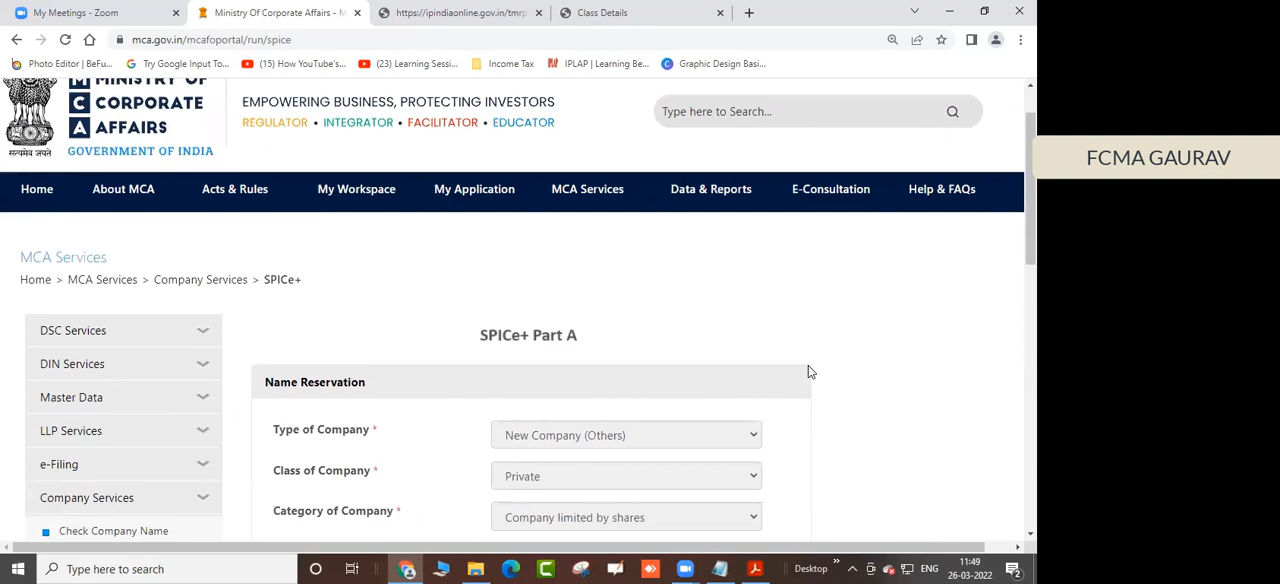 My Meetings - Zoom
Ministry Of Corporate Affairs - M
https://ipindiaonline.gov.in/tmrp
Class Details
mca.gov.in/mcafoportal/run/spice
Photo Editor | BeFu...
Try Google Input To...
(15) How YouTube's...
(23) Learning Sessi...
Income Tax
IPLAP | Learning Be...
Graphic Design Basi...
MINISTRY OF
CORPORATE
AFFAIRS
M
C
A
GOVERNMENT OF INDIA
सत्यमेव जयते
EMPOWERING BUSINESS, PROTECTING INVESTORS
REGULATOR • INTEGRATOR • FACILITATOR • EDUCATOR
Type here to Search...
FCMA GAURAV
Home About MCA Acts & Rules My Workspace My Application MCA Services Data & Reports E-Consultation Help & FAQs
MCA Services
Home > MCA Services > Company Services > SPICe+
DSC Services
DIN Services
Master Data
LLP Services
e-Filing
Company Services
Check Company Name
SPICe+ Part A
Name Reservation
Type of Company * New Company (Others)
Class of Company * Private
Category of Company * Company limited by shares
Type here to search
Desktop
ENG
11:49
26-03-2022
2